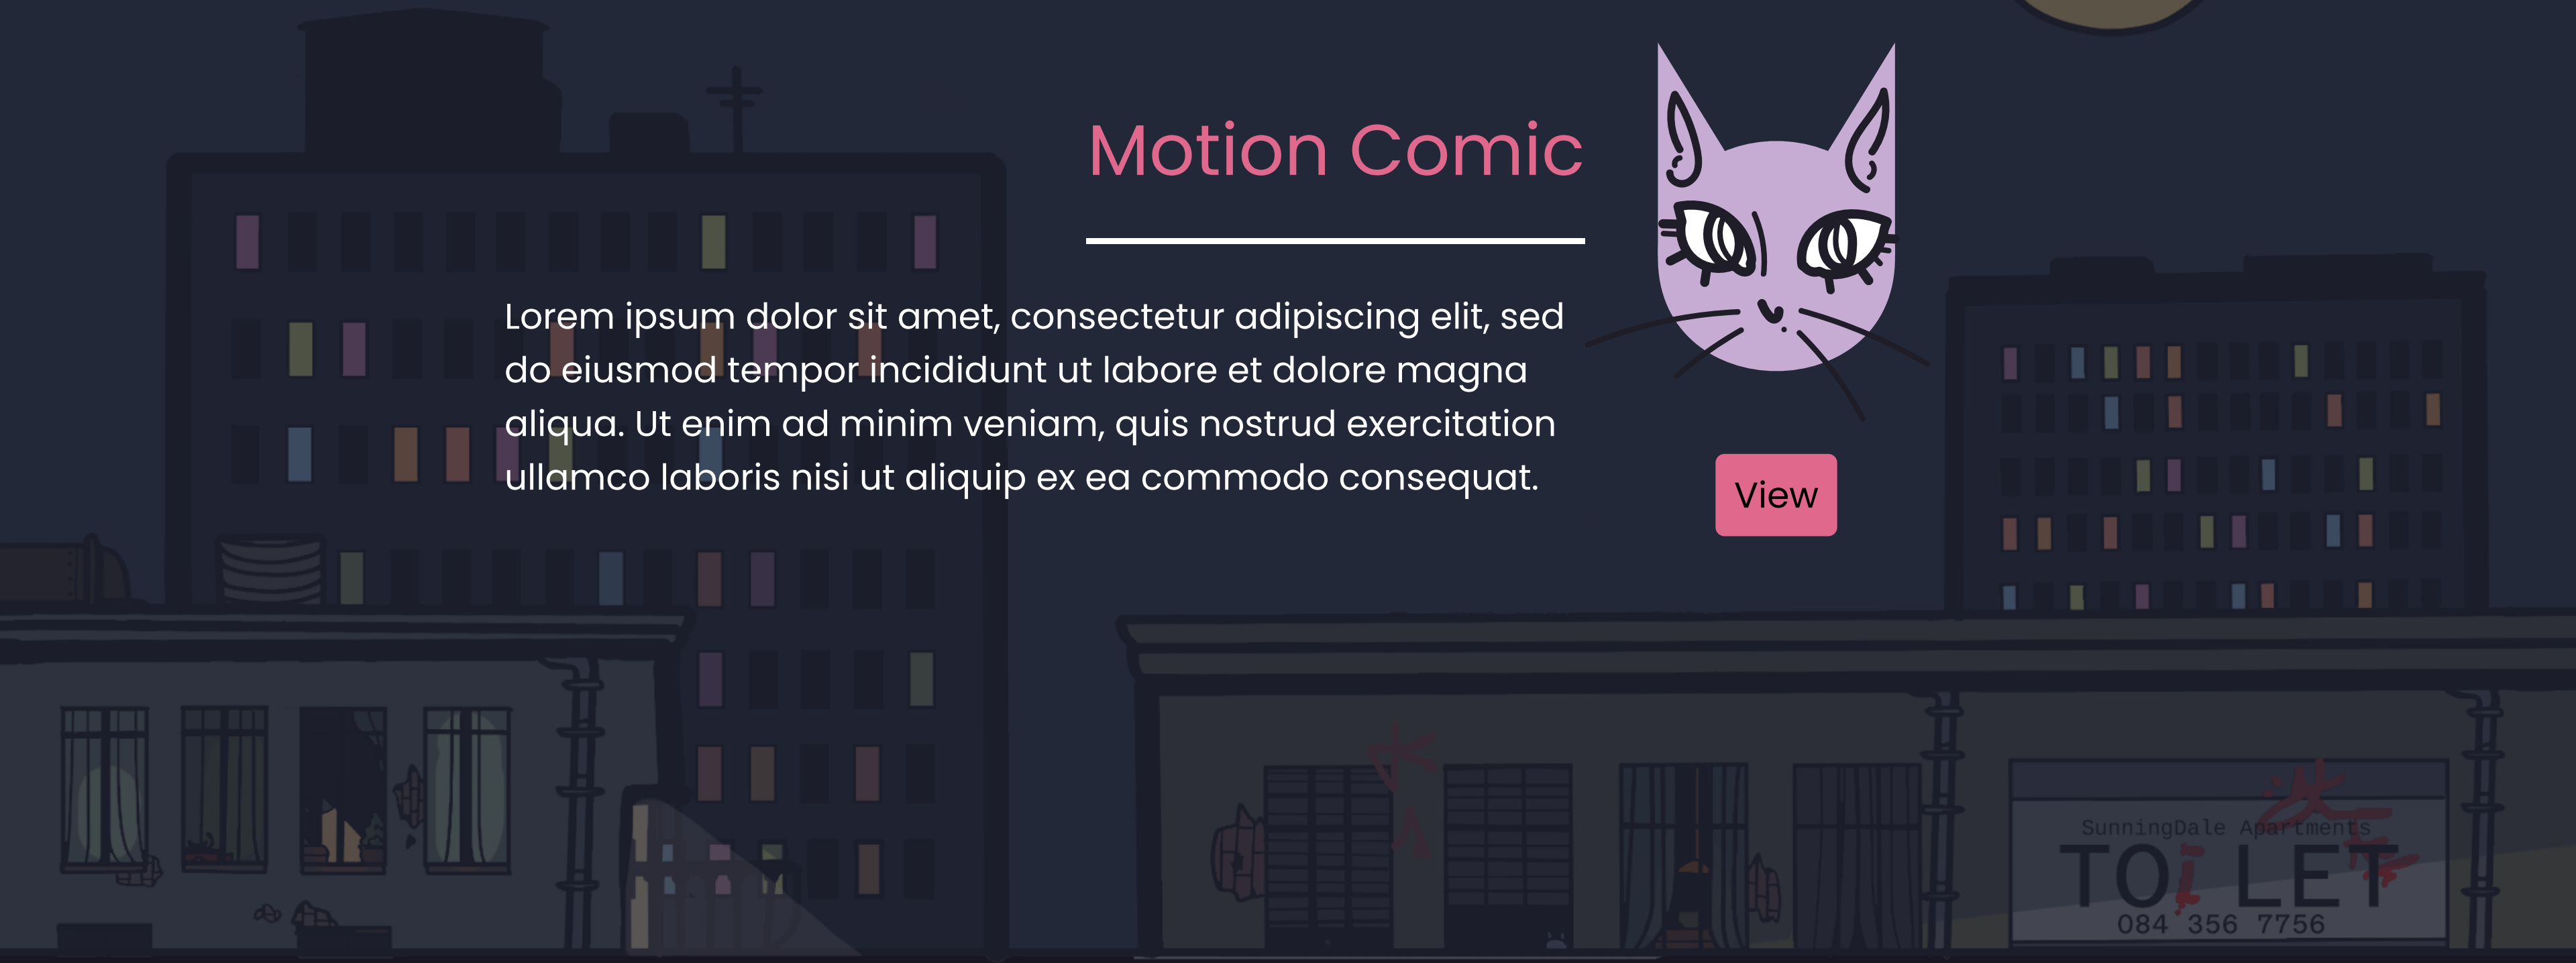 Motion Comic
Lorem ipsum dolor sit amet, consectetur adipiscing elit, sed
do eiusmod tempor incididunt ut labore et dolore magna
aliqua. Ut enim ad minim veniam, quis nostrud exercitation
ullamco laboris nisi ut aliquip ex ea commodo consequat.
View
SunningDale Apartments
TOiLET
084 356 7756